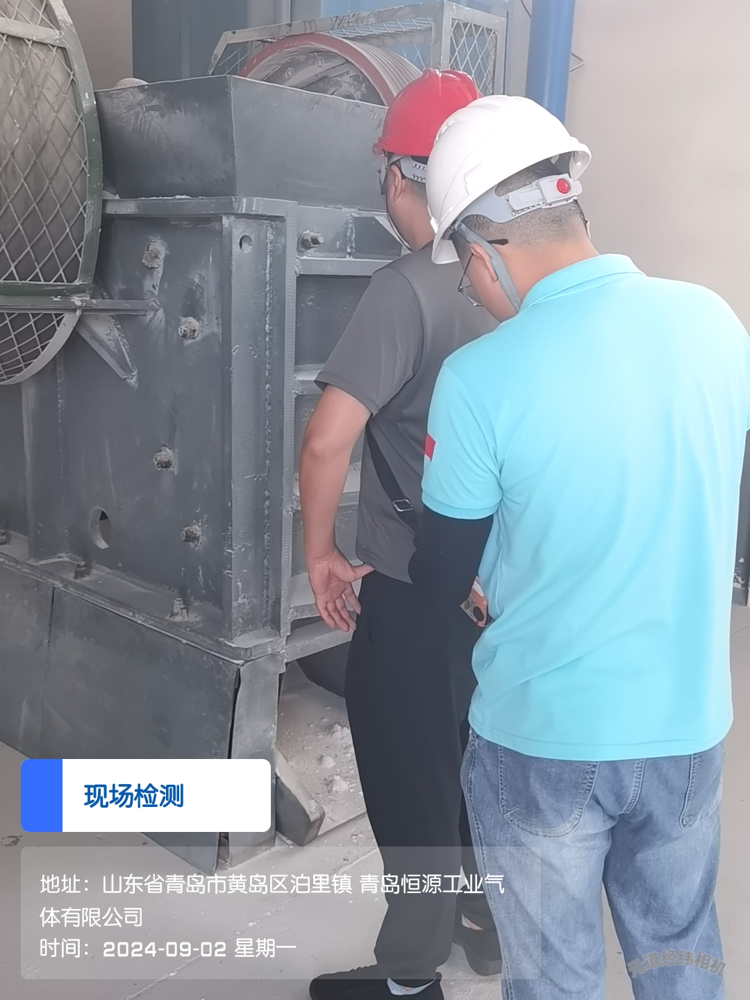 现场检测
地址：山东省青岛市黄岛区泊里镇 青岛恒源工业气
体有限公司
时间：2024-09-02 星期一
元道经纬相机